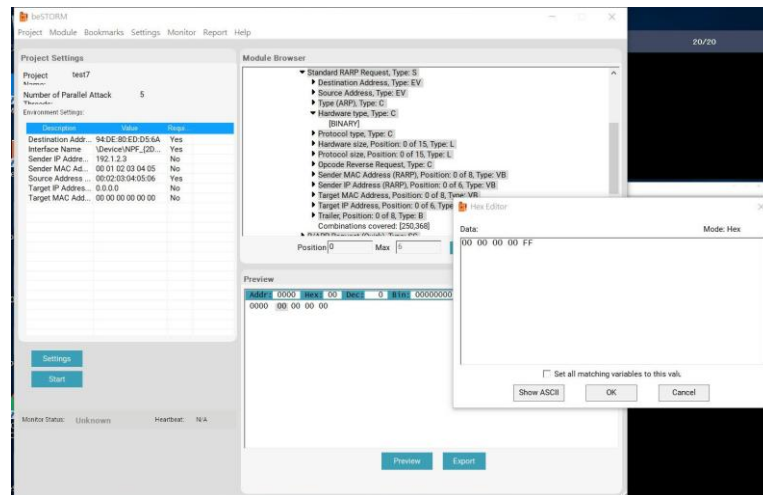 beSTORM
Project Module Bookmarks Settings Monitor Report Help
20/20
Project Settings
Project test7
Number of Parallel Attack 5
Environment Settings:
Description Value Requi...
Destination Addr... 94:DE:80:ED:D5:6A Yes
Interface Name \Device\NPF_{2D... Yes
Sender IP Addre... 192.1.2.3 No
Sender MAC Ad... 00 01 02 03 04 05 No
Source Address ... 00:02:03:04:05:06 Yes
Target IP Addres... 0.0.0.0 No
Target MAC Add... 00 00 00 00 00 00 No
Settings
Start
Monitor Status: Unknown Heartbeat: N/A
Module Browser
Standard RARP Request, Type: S
Destination Address, Type: EV
Source Address, Type: EV
Type (ARP), Type: C
Hardware type, Type: C
[BINARY]
Protocol type, Type: C
Hardware size, Position: 0 of 15, Type: L
Protocol size, Position: 0 of 15, Type: L
Opcode Reverse Request, Type: C
Sender MAC Address (RARP), Position: 0 of 8, Type: VB
Sender IP Address (RARP), Position: 0 of 6, Type: VB
Target MAC Address, Position: 0 of 8, Type: VB
Target IP Address, Position: 0 of 6, Type
Trailer, Position: 0 of 8, Type: B
Combinations covered: [250,368]
Position 0 Max 6
Preview
Addr: 0000 Hex: 00 Dec: 0 Bin: 00000000
0000 00 00 00 00
Preview Export
Hex Editor
Data: Mode: Hex
00 00 00 00 FF
Set all matching variables to this valu
Show ASCII OK Cancel